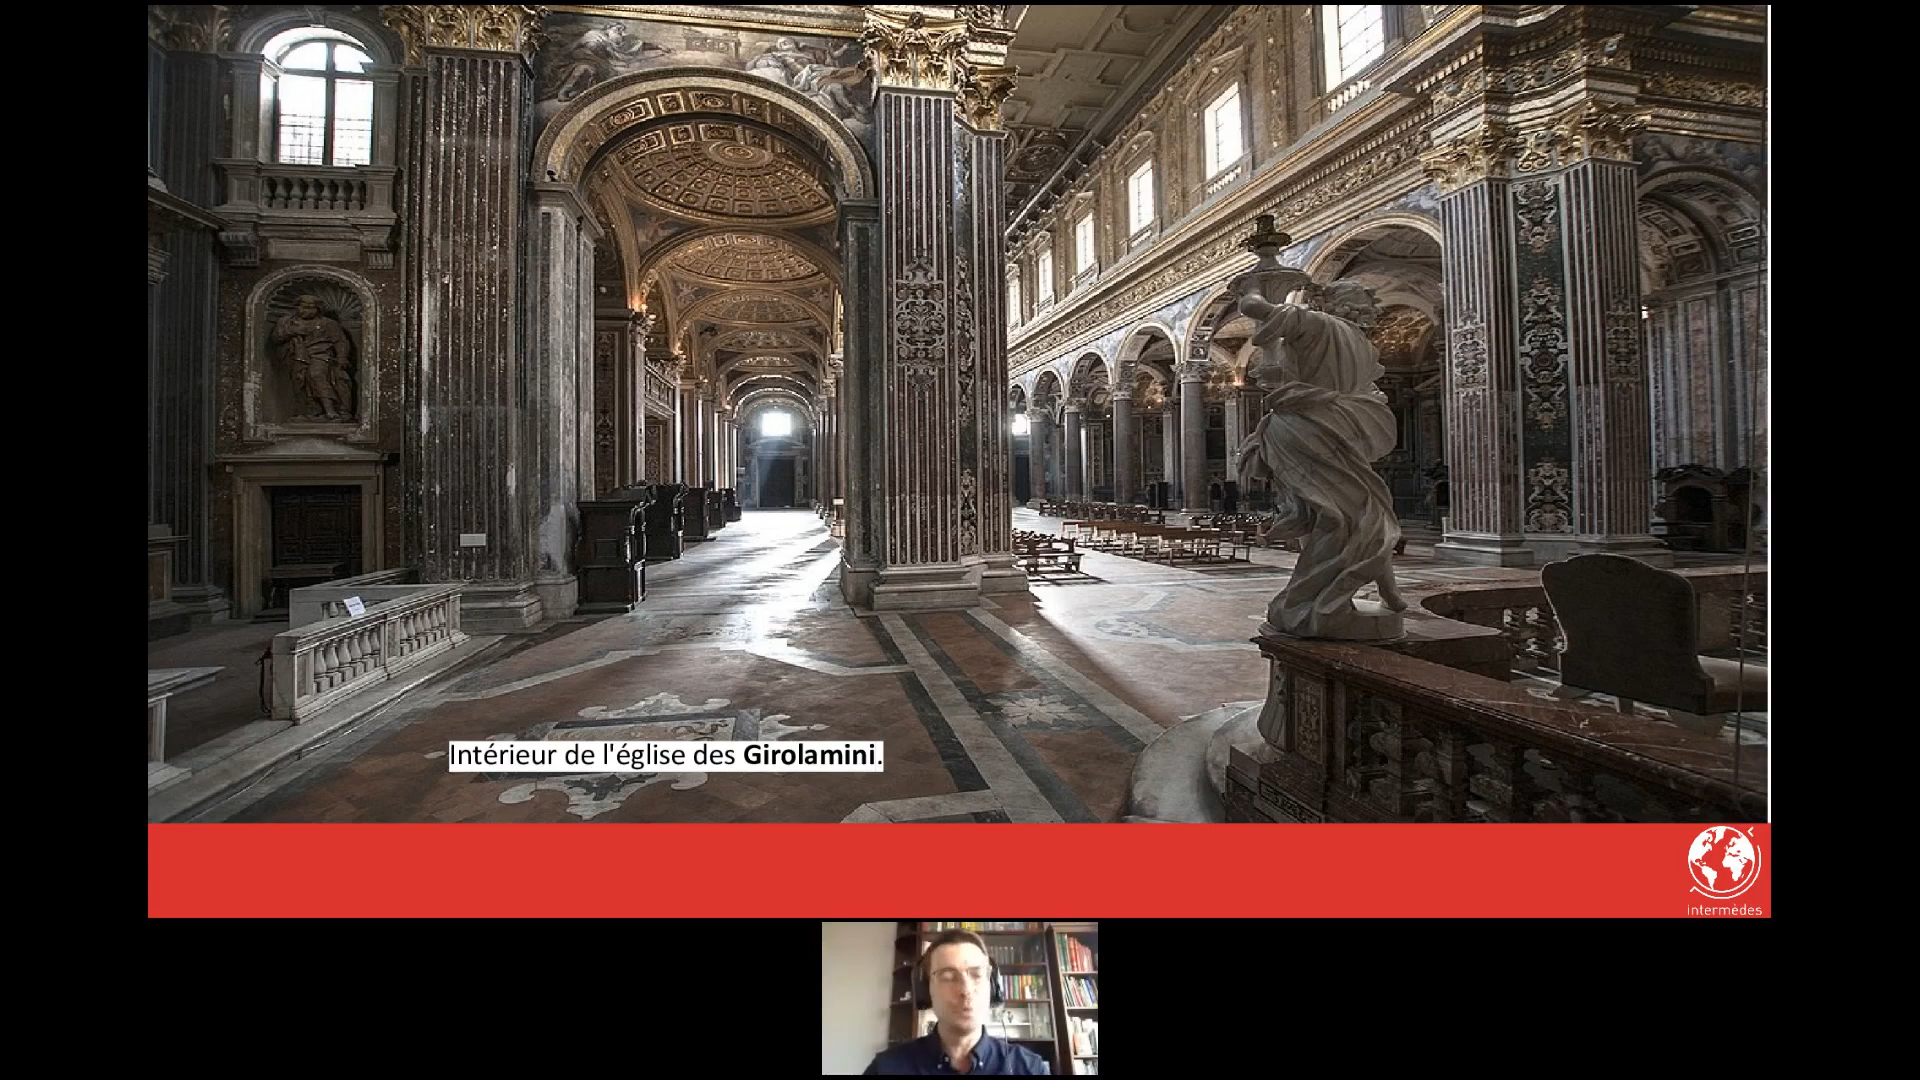 Intérieur de l'église des Girolamini.
intermèdes